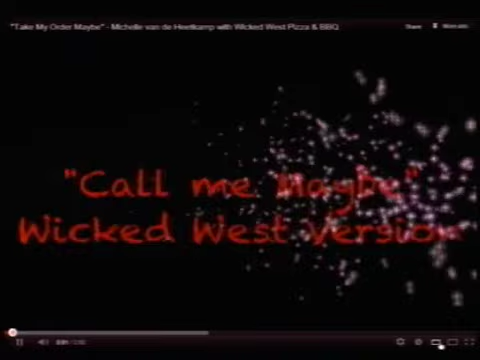 "Take My Order Maybe" - Michelle van de Heetkamp with Wicked West Pizza & BBQ
Share
"Call me Maybe"
Wicked West Version